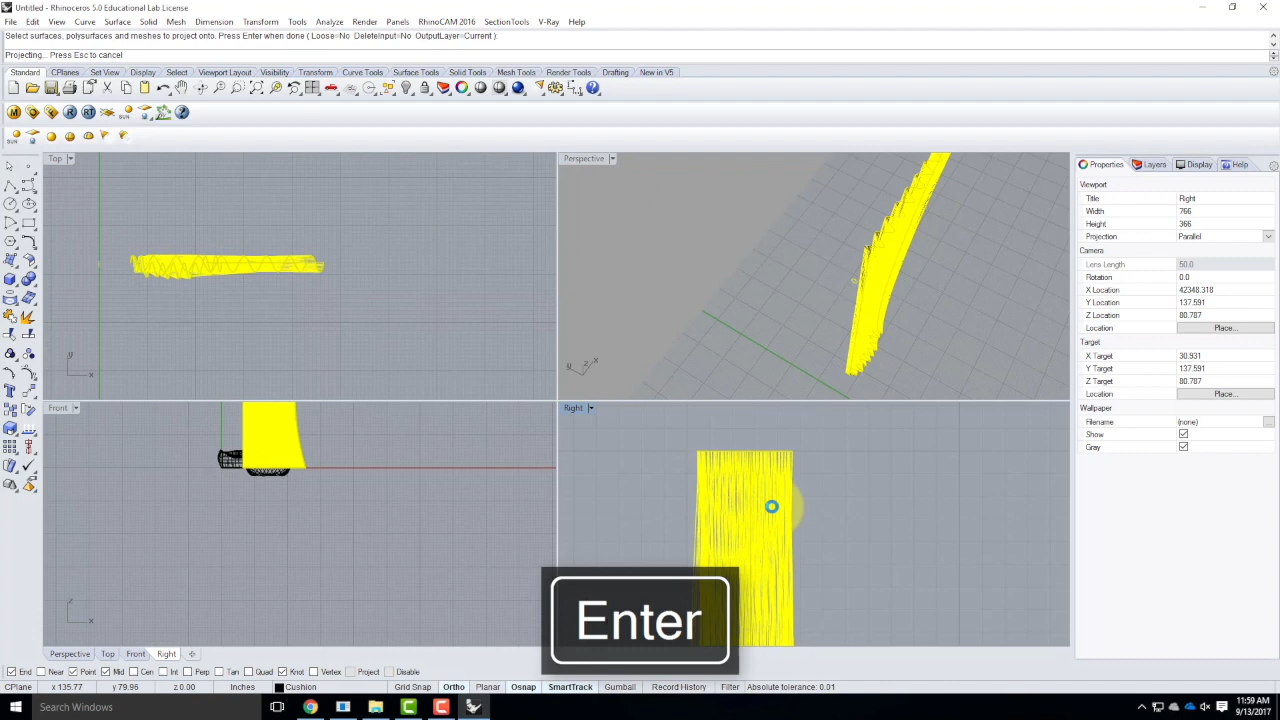 Untitled - Rhinoceros 5.0 Educational Lab License
File Edit View Curve Surface Solid Mesh Dimension Transform Tools Analyze Render Panels RhinoCAM 2016 SectionTools V-Ray Help
Select surfaces, polysurfaces and meshes to project onto. Press Enter when done ( Loose=No DeleteInput=No OutputLayer=Current ):
Projecting... Press Esc to cancel
Standard CPlanes Set View Display Select Viewport Layout Visibility Transform Curve Tools Surface Tools Solid Tools Mesh Tools Render Tools Drafting New in V5
M R RT
SUN
SUN
Top
Perspective
Properties Layers Display Help
Viewport
Title Right
Width 766
Height 366
Projection Parallel
Camera
Lens Length 50.0
Rotation 0.0
X Location 42348.318
Y Location 137.591
Z Location 80.787
Location Place...
Target
X Target 30.931
Y Target 137.591
Z Target 80.787
Location Place...
Wallpaper
Filename (none) ...
Show
Gray
y
x
y z x
Front
Right
z
x
Enter
Perspective Top Front Right
End Near Point Mid Cen Int Perp Tan Quad Knot Vertex Project Disable
CPlane x 135.77 y 79.96 z 0.00 Inches Cushion Grid Snap Ortho Planar Osnap SmartTrack Gumball Record History Filter Absolute tolerance: 0.01
Search Windows
11:59 AM
9/13/2017